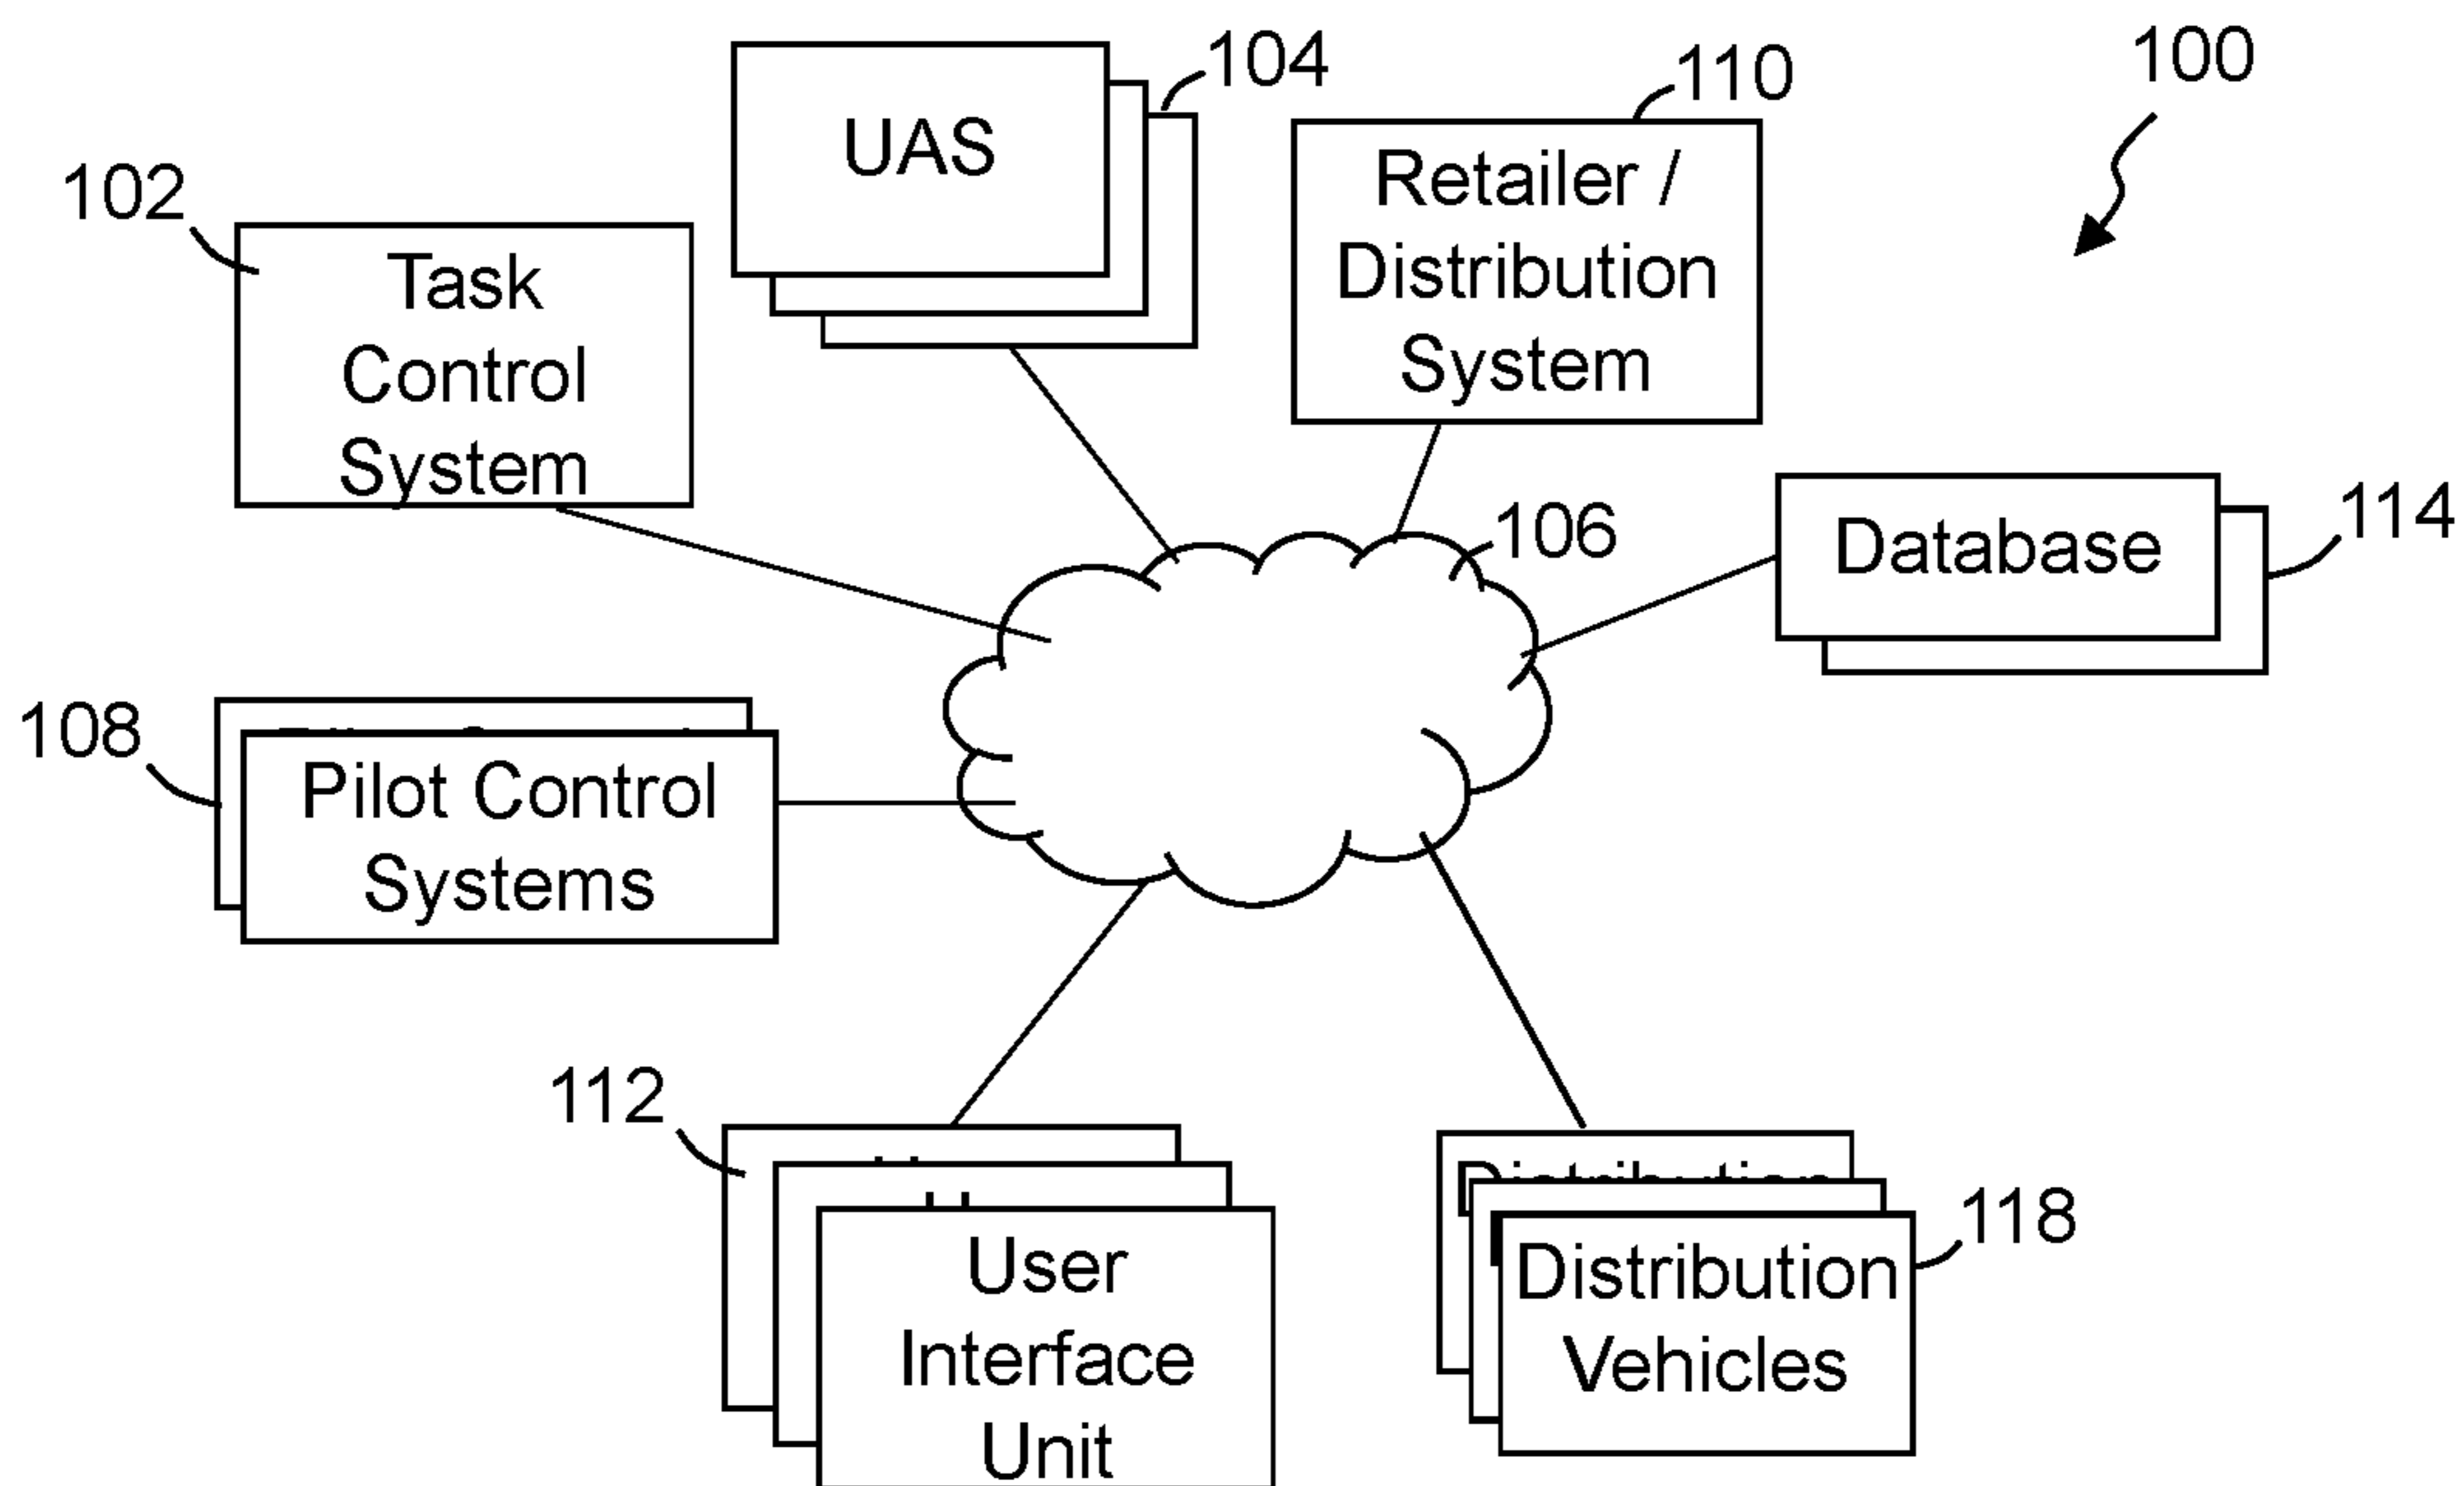 104
110
100
UAS
Retailer /
Distribution
System
102
Task
Control
System
106
114
Database
108
Pilot Control
Systems
112
User
Interface
Unit
118
Distribution
Vehicles